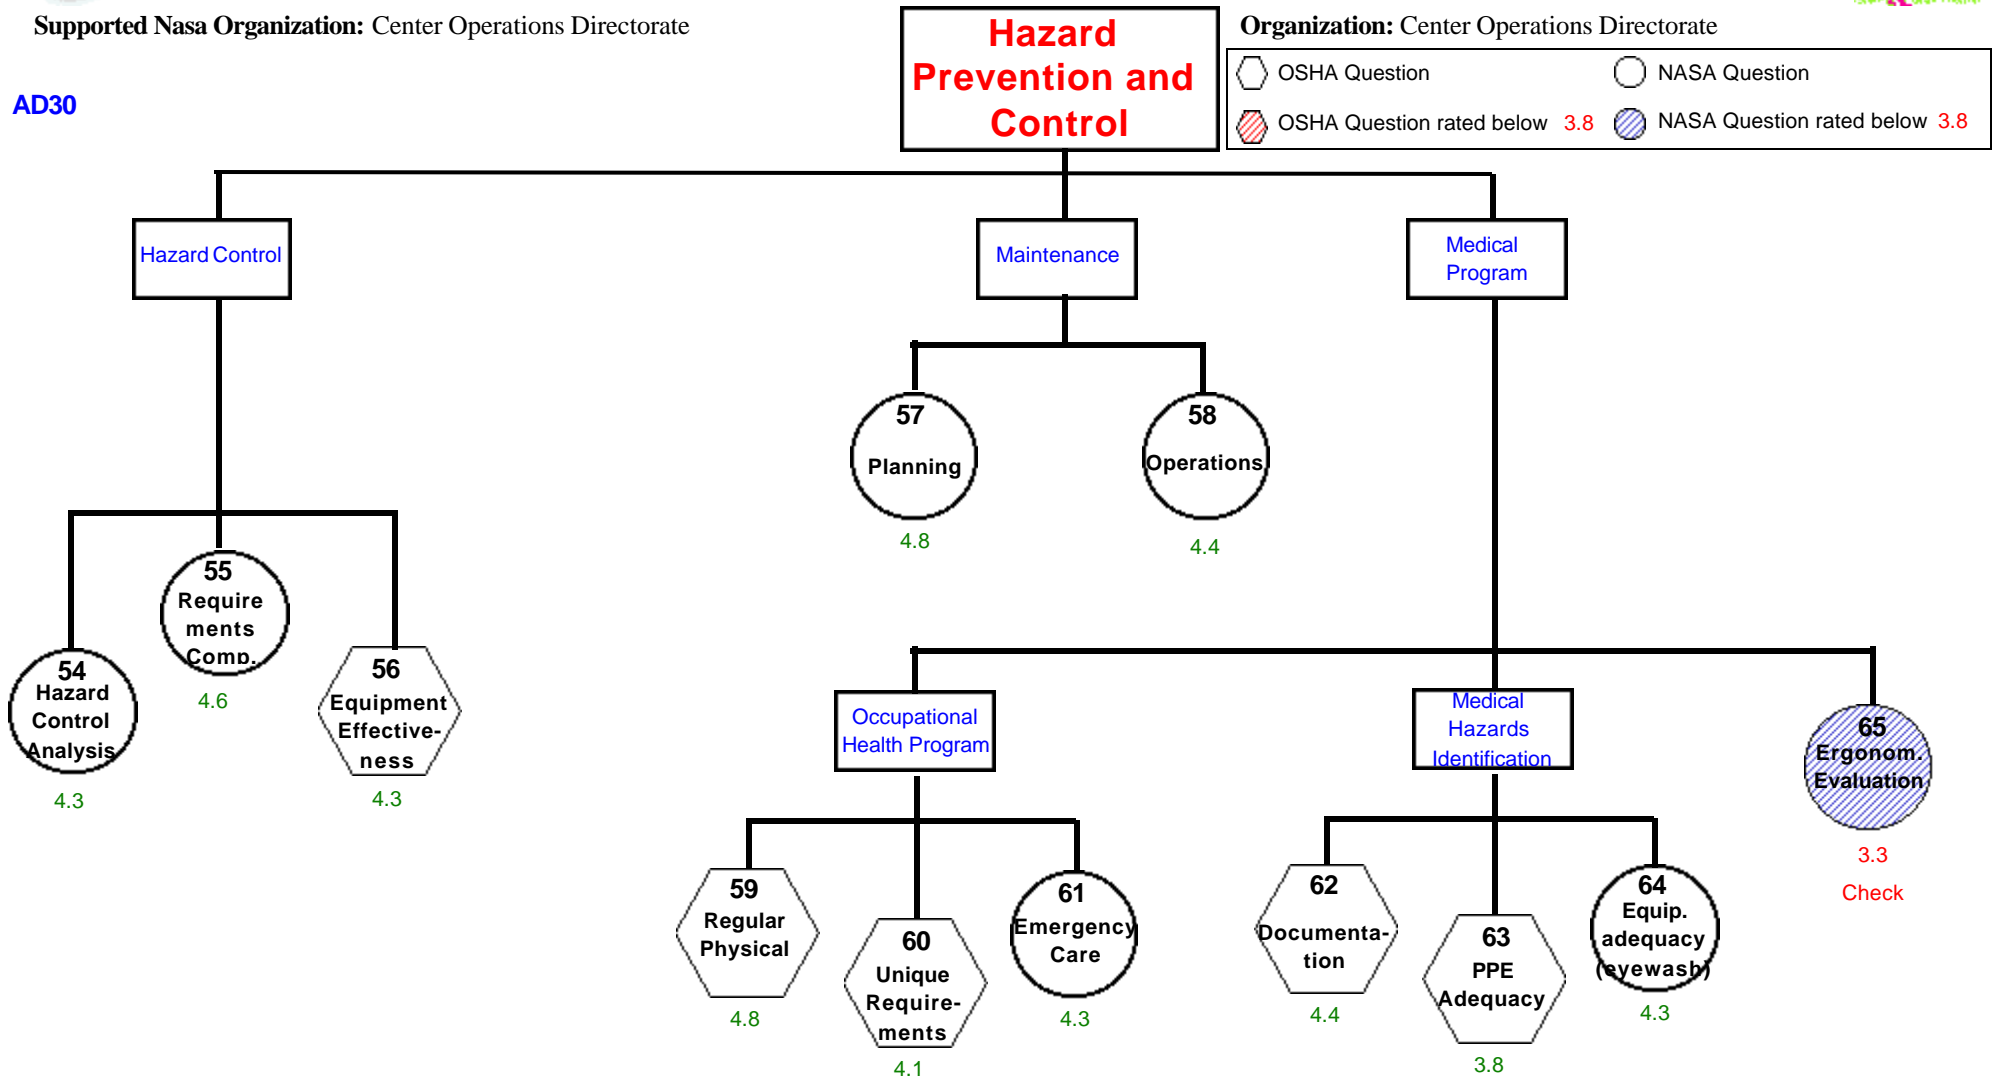 Supported Nasa Organization: Center Operations Directorate
Hazard
Prevention and
Control
Organization: Center Operations Directorate
OSHA Question
NASA Question
OSHA Question rated below 3.8
NASA Question rated below 3.8
AD30
Hazard Control
Maintenance
Medical
Program
57
Planning
4.8
58
Operations
4.4
54
Hazard
Control
Analysis
4.3
55
Require
ments
Comp.
4.6
56
Equipment
Effective-
ness
4.3
Occupational
Health Program
Medical
Hazards
Identification
65
Ergonom.
Evaluation
3.3
Check
59
Regular
Physical
4.8
60
Unique
Require-
ments
4.1
61
Emergency
Care
4.3
62
Documenta-
tion
4.4
63
PPE
Adequacy
3.8
64
Equip.
adequacy
(eyewash)
4.3